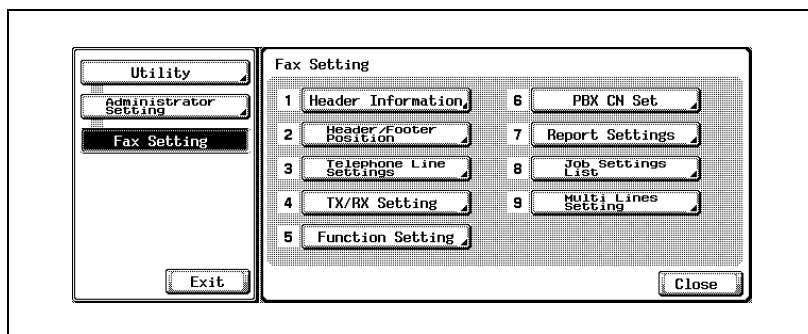 Utility
Administrator
Setting
Fax Setting
Exit
Fax Setting
1 Header Information
2 Header/Footer
Position
3 Telephone Line
Settings
4 TX/RX Setting
5 Function Setting
6 PBX CN Set
7 Report Settings
8 Job Settings
List
9 Multi Lines
Setting
Close